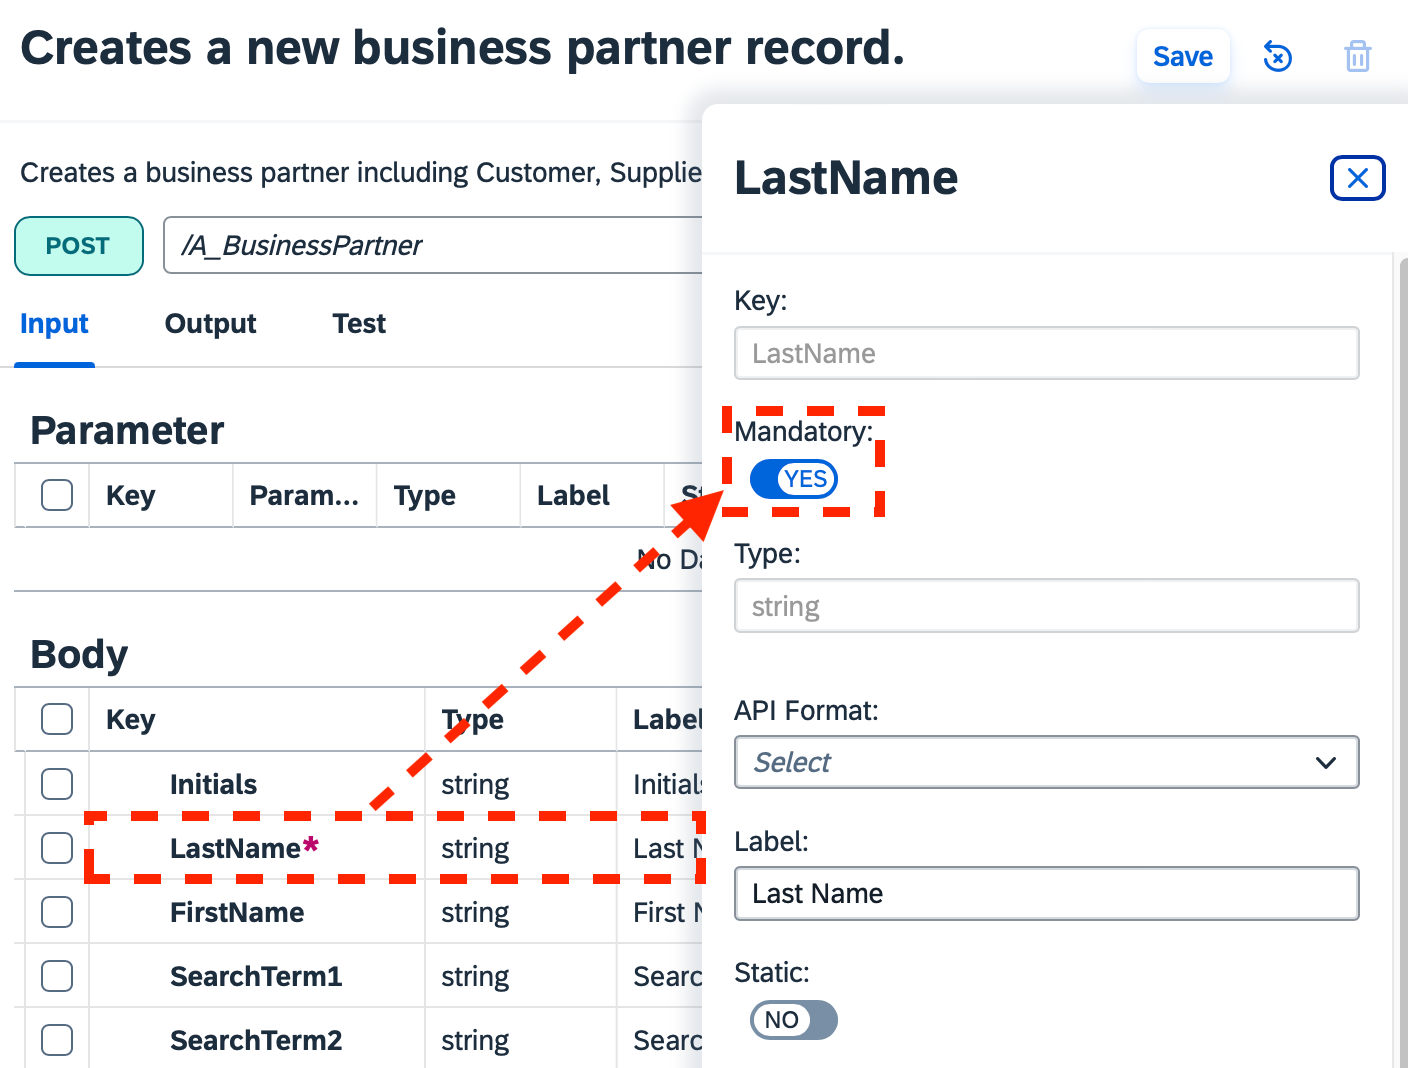 Creates a new business partner record.
Save
Creates a business partner including Customer, Supplie
POST
/A_BusinessPartner
Input Output Test
Parameter
Key Param... Type Label St
No Da
Body
Key Type Label
Initials string Initials
LastName* string Last N
FirstName string First N
SearchTerm1 string Searc
SearchTerm2 string Searc
LastName
Key:
LastName
Mandatory:
YES
Type:
string
API Format:
Select
Label:
Last Name
Static:
NO